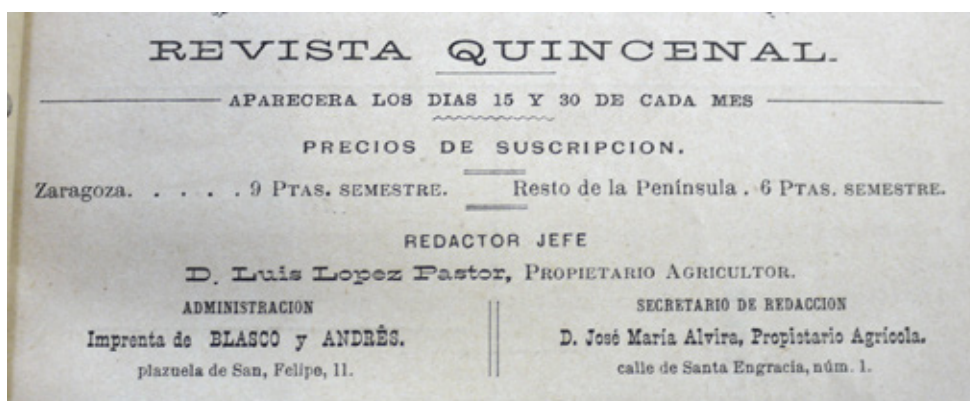 REVISTA QUINCENAL.
APARECERA LOS DIAS 15 Y 30 DE CADA MES
PRECIOS DE SUSCRIPCION.
Zaragoza. . . . . 9 PTAS. SEMESTRE. Resto de la Península . 6 PTAS. SEMESTRE.
REDACTOR JEFE
D. Luis Lopez Pastor, PROPIETARIO AGRICULTOR.
ADMINISTRACION
Imprenta de BLASCO y ANDRÊS.
plazuela de San, Felipe, 11.
SECRETARIO DE REDACCION
D. José María Alvira, Propietario Agrícola.
calle de Santa Engracia, núm. 1.